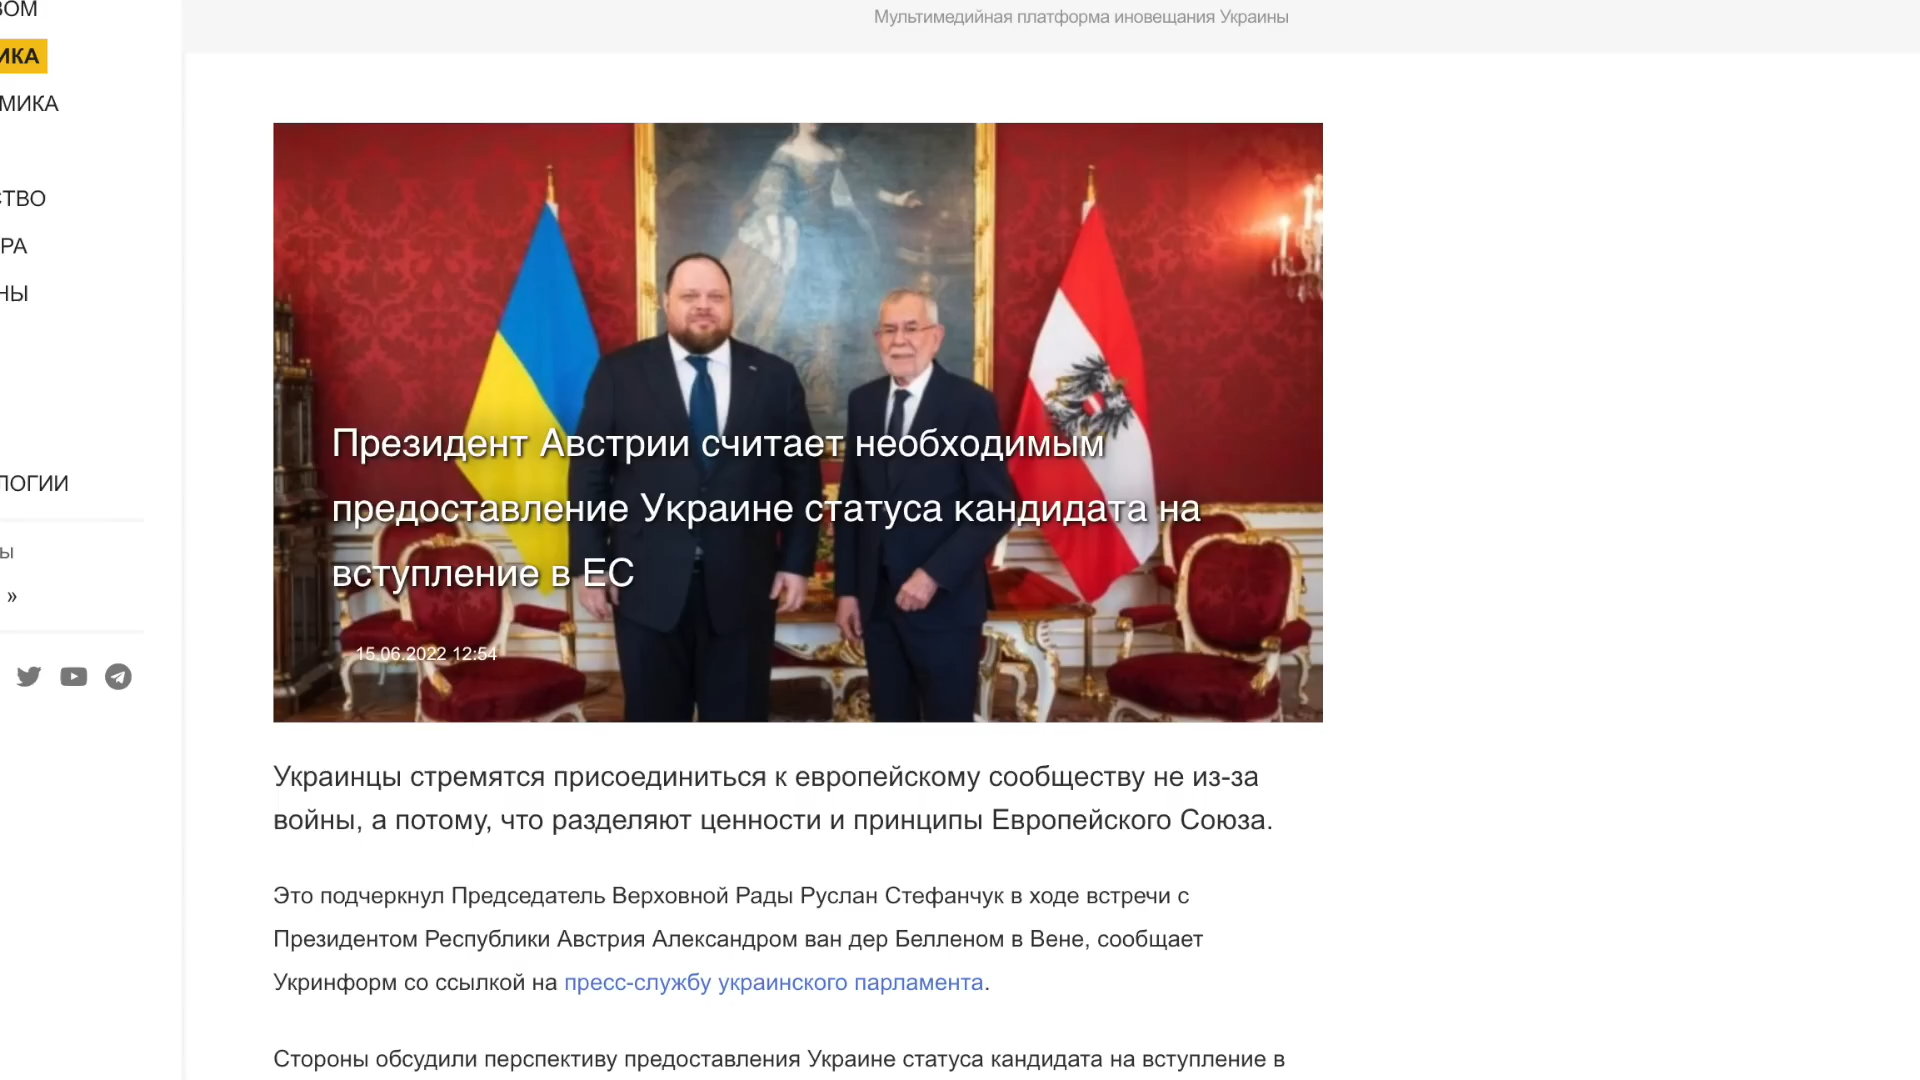 Мультимедийная платформа иновещания Украины
ИКА
МИКА
СТВО
РА
НЫ
ЛОГИИ
ы
»
Президент Австрии считает необходимым
предоставление Украине статуса кандидата на
вступление в ЕС
15.06.2022 12:54
Украинцы стремятся присоединиться к европейскому сообществу не из-за
войны, а потому, что разделяют ценности и принципы Европейского Союза.
Это подчеркнул Председатель Верховной Рады Руслан Стефанчук в ходе встречи с
Президентом Республики Австрия Александром ван дер Белленом в Вене, сообщает
Укринформ со ссылкой на пресс-службу украинского парламента.
Стороны обсудили перспективу предоставления Украине статуса кандидата на вступление в